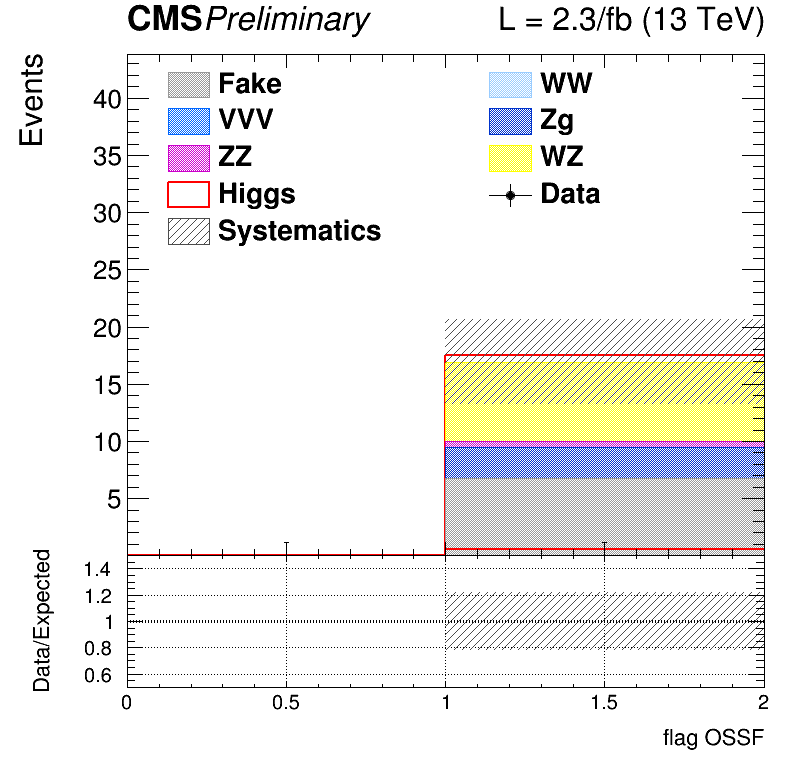 CMS Preliminary L = 2.3/fb (13 TeV)
Events
Fake WW
VVV Zg
ZZ WZ
Higgs Data
Systematics
40
35
30
25
20
15
10
5
Data/Expected
1.4
1.2
1
0.8
0.6
0 0.5 1 1.5 2
flag OSSF